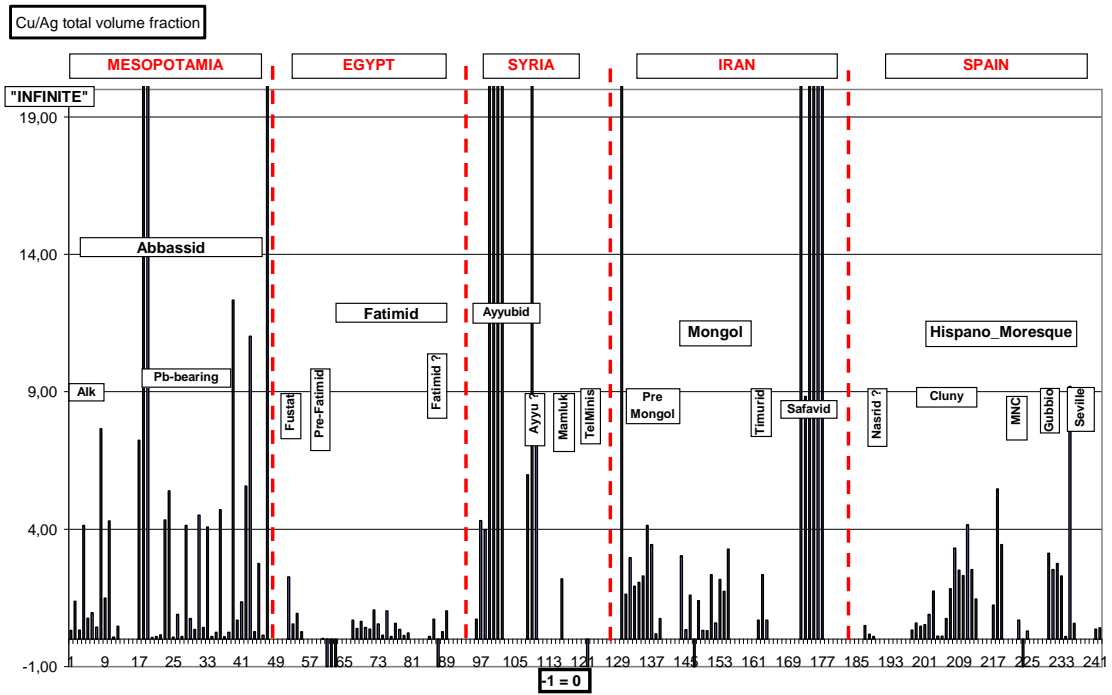 Cu/Ag total volume fraction
MESOPOTAMIA EGYPT SYRIA IRAN SPAIN
"INFINITE"
19,00
14,00
9,00
4,00
-1,00
Abbassid
Alk
Pb-bearing
Fustat
Pre-Fatimid
Fatimid
Fatimid ?
Ayyubid
Ayyu ?
Mamluk
TelMinis
Pre
Mongol
Mongol
Timurid
Safavid
Nasrid ?
Hispano_Moresque
Cluny
MNC
Gubbio
Seville
1 9 17 25 33 41 49 57 65 73 81 89 97 105 113 121 129 137 145 153 161 169 177 185 193 201 209 217 225 233 241
-1 = 0